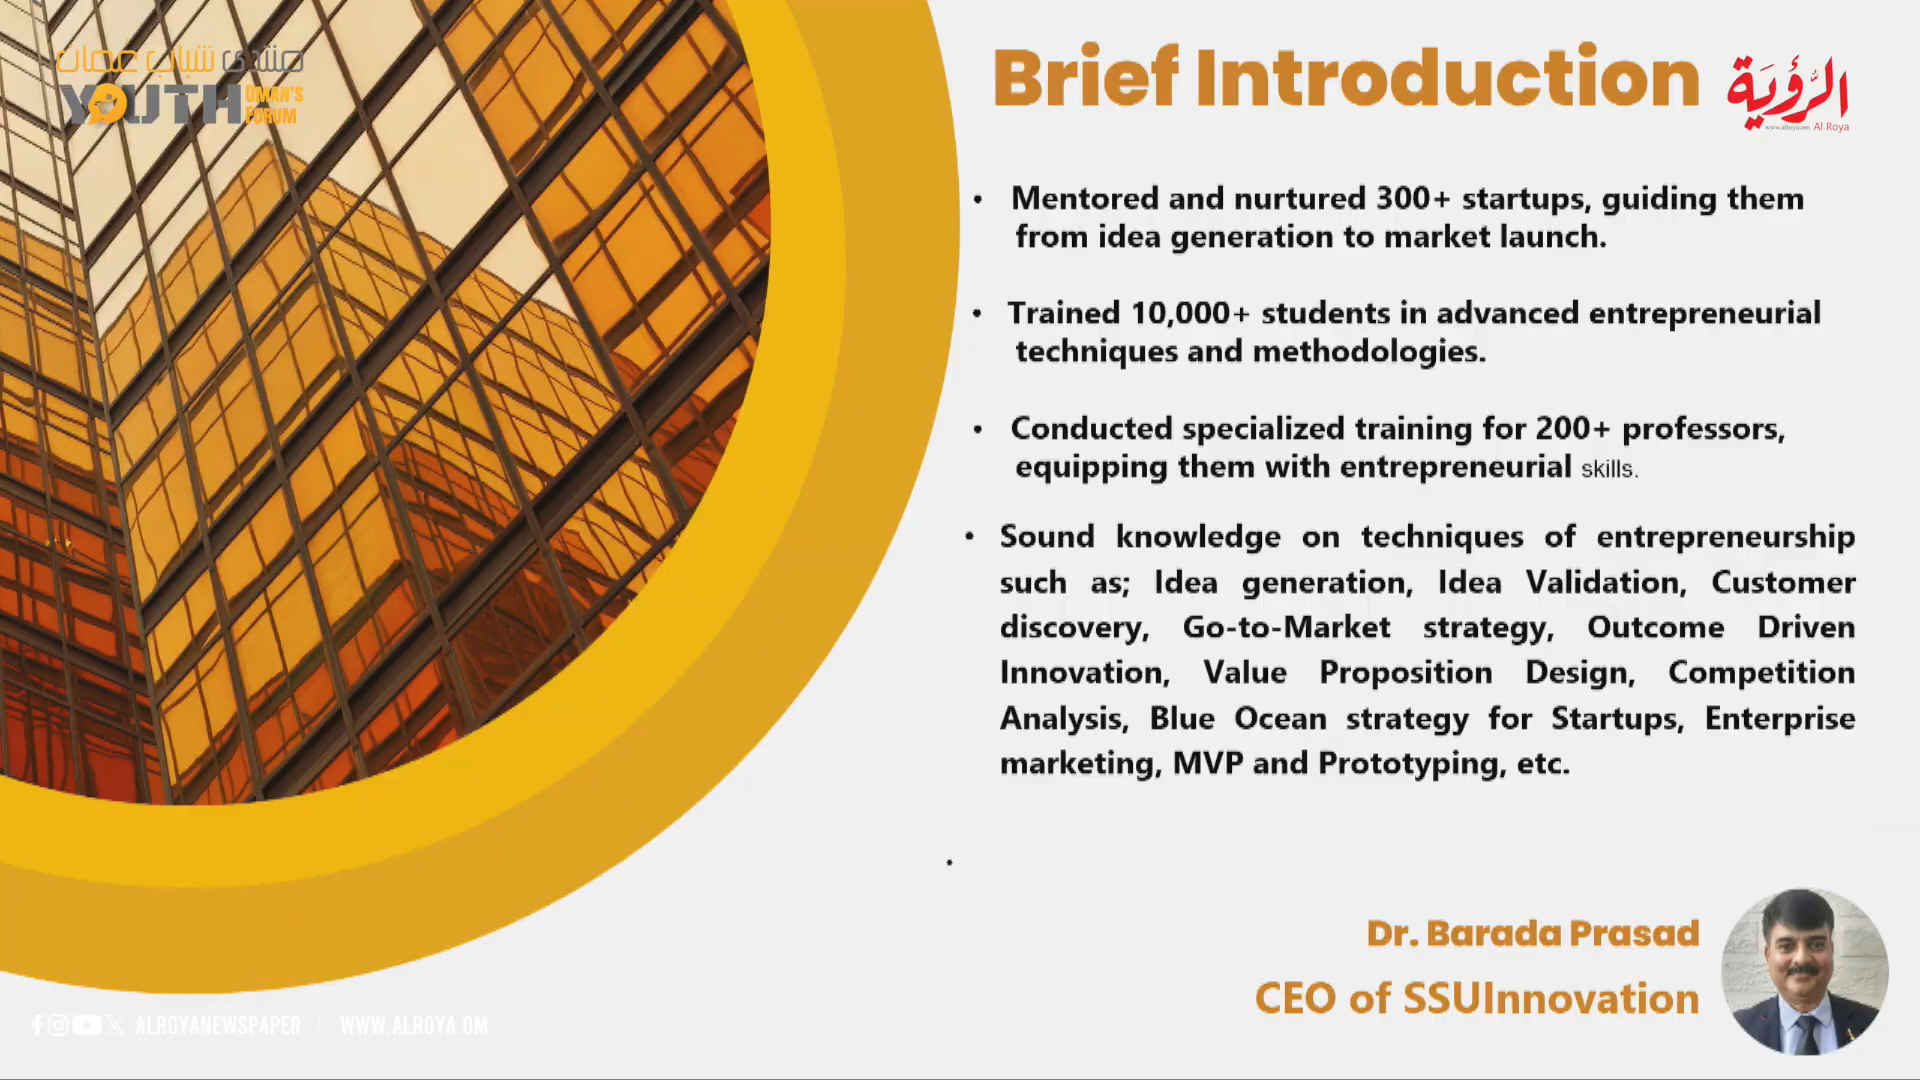 منتدى شباب عمان
YOUTH OMAN'S FORUM
Brief Introduction
الرؤية
www.alroya.om Al Roya
• Mentored and nurtured 300+ startups, guiding them
from idea generation to market launch.
• Trained 10,000+ students in advanced entrepreneurial
techniques and methodologies.
• Conducted specialized training for 200+ professors,
equipping them with entrepreneurial skills.
• Sound knowledge on techniques of entrepreneurship
such as; Idea generation, Idea Validation, Customer
discovery, Go-to-Market strategy, Outcome Driven
Innovation, Value Proposition Design, Competition
Analysis, Blue Ocean strategy for Startups, Enterprise
marketing, MVP and Prototyping, etc.
•
Dr. Barada Prasad
CEO of SSUInnovation
ALROYANEWSPAPER | WWW.ALROYA.OM